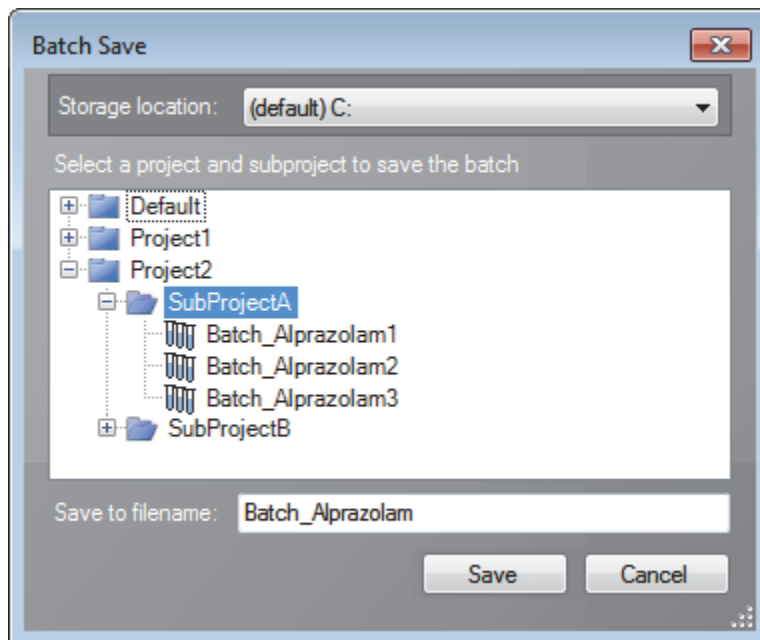 Batch Save
Storage location: (default) C:
Select a project and subproject to save the batch
Default
Project1
Project2
SubProjectA
Batch_Alprazolam1
Batch_Alprazolam2
Batch_Alprazolam3
SubProjectB
Save to filename: Batch_Alprazolam
Save Cancel